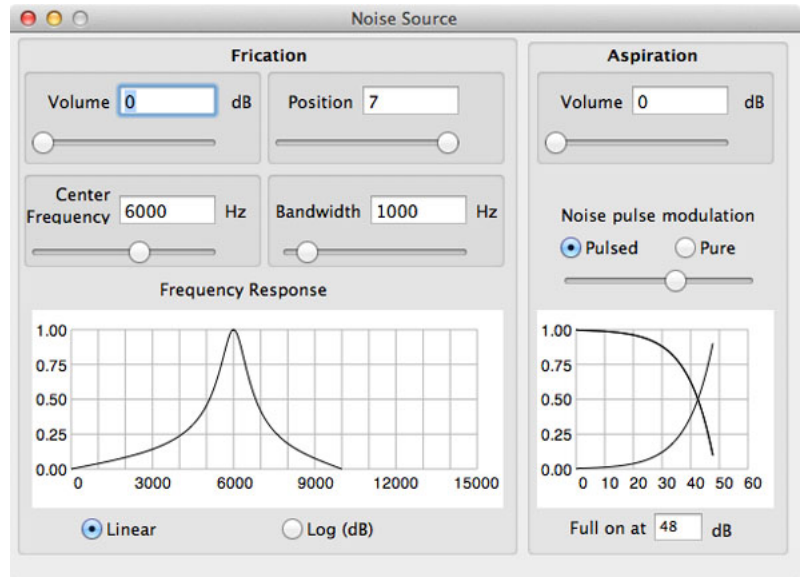 Noise Source
Frication
Volume 0 dB
Position 7
Center Frequency 6000 Hz
Bandwidth 1000 Hz
Frequency Response
1.00
0.75
0.50
0.25
0.00
0 3000 6000 9000 12000 15000
Linear Log (dB)
Aspiration
Volume 0 dB
Noise pulse modulation
Pulsed Pure
1.00
0.75
0.50
0.25
0.00
0 10 20 30 40 50 60
Full on at 48 dB